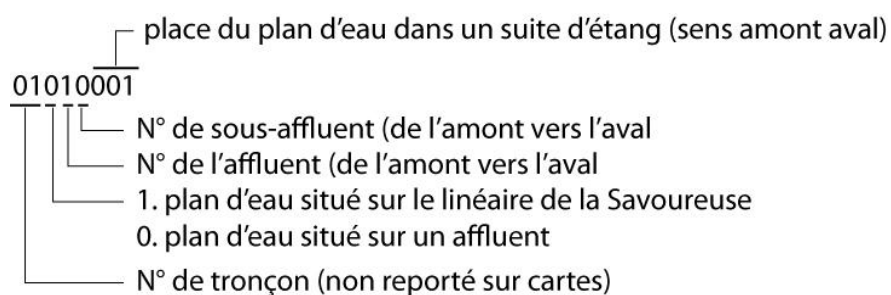 place du plan d'eau dans un suite d'étang (sens amont aval)
01010001
N° de sous-affluent (de l'amont vers l'aval
N° de l'affluent (de l'amont vers l'aval
1. plan d'eau situé sur le linéaire de la Savoureuse
0. plan d'eau situé sur un affluent
N° de tronçon (non reporté sur cartes)